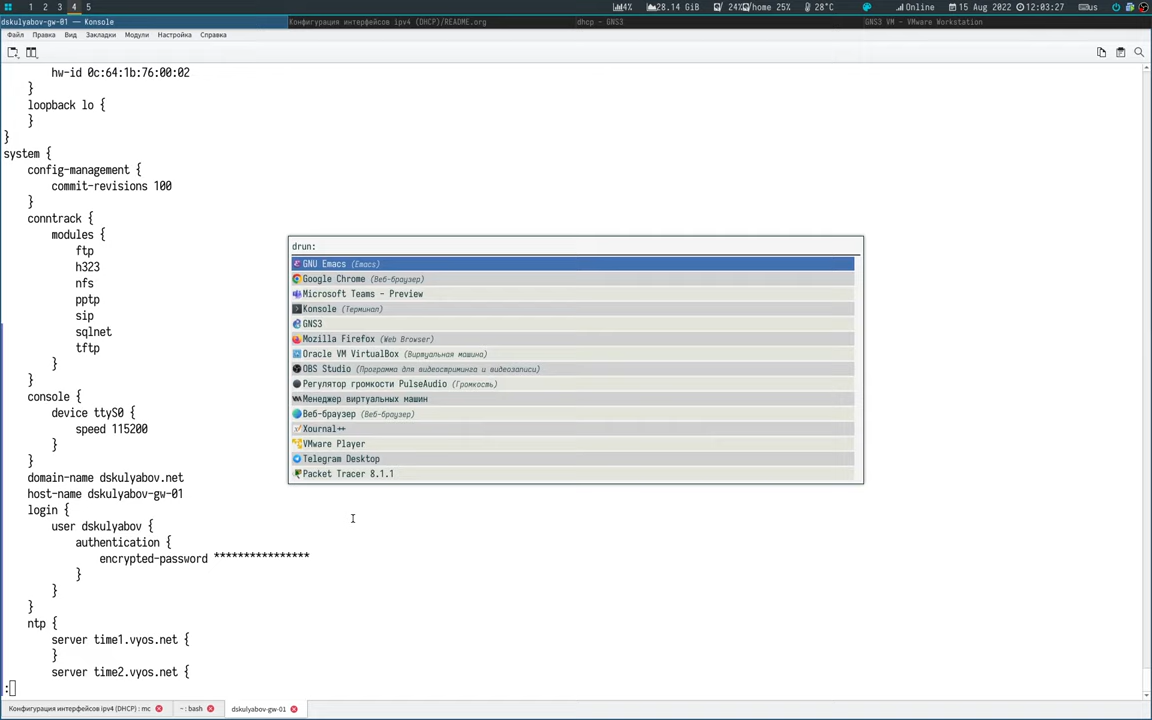 1 2 3 4 5
4% 28.14 GiB 24% /home 25% 28°C Online 15 Aug 2022 12:03:27 us
dskulyabov-gw-01 — Konsole
Конфигурация интерфейсов ipv4 (DHCP)/README.org
dhcp - GNS3
GNS3 VM - VMware Workstation
Файл Правка Вид Закладки Модули Настройка Справка
hw-id 0c:64:1b:76:00:02
}
loopback lo {
}
}
system {
config-management {
commit-revisions 100
}
conntrack {
modules {
ftp
h323
nfs
pptp
sip
sqlnet
tftp
}
}
console {
device ttyS0 {
speed 115200
}
}
domain-name dskulyabov.net
host-name dskulyabov-gw-01
login {
user dskulyabov {
authentication {
encrypted-password ****************
}
}
}
ntp {
server time1.vyos.net {
}
server time2.vyos.net {
:
drun:
GNU Emacs (Emacs)
Google Chrome (Веб-браузер)
Microsoft Teams - Preview
Konsole (Терминал)
GNS3
Mozilla Firefox (Web Browser)
Oracle VM VirtualBox (Виртуальная машина)
OBS Studio (Программа для видеостриминга и видеозаписи)
Регулятор громкости PulseAudio (Громкость)
Менеджер виртуальных машин
Веб-браузер (Веб-браузер)
Xournal++
VMware Player
Telegram Desktop
Packet Tracer 8.1.1
Конфигурация интерфейсов ipv4 (DHCP) : mc
~ : bash
dskulyabov-gw-01